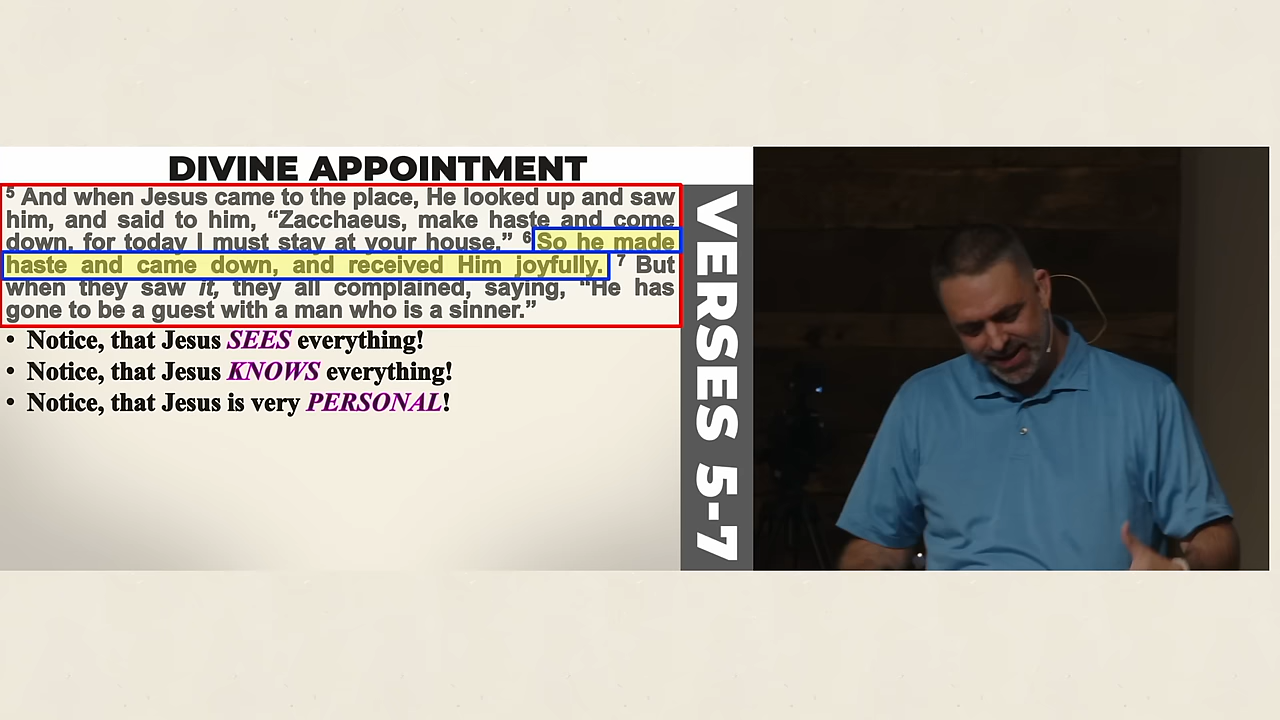 DIVINE APPOINTMENT
5 And when Jesus came to the place, He looked up and saw
him, and said to him, “Zacchaeus, make haste and come
down, for today I must stay at your house.” 6 So he made
haste and came down, and received Him joyfully. 7 But
when they saw it, they all complained, saying, “He has
gone to be a guest with a man who is a sinner.”
• Notice, that Jesus SEES everything!
• Notice, that Jesus KNOWS everything!
• Notice, that Jesus is very PERSONAL!
VERSES 5-7